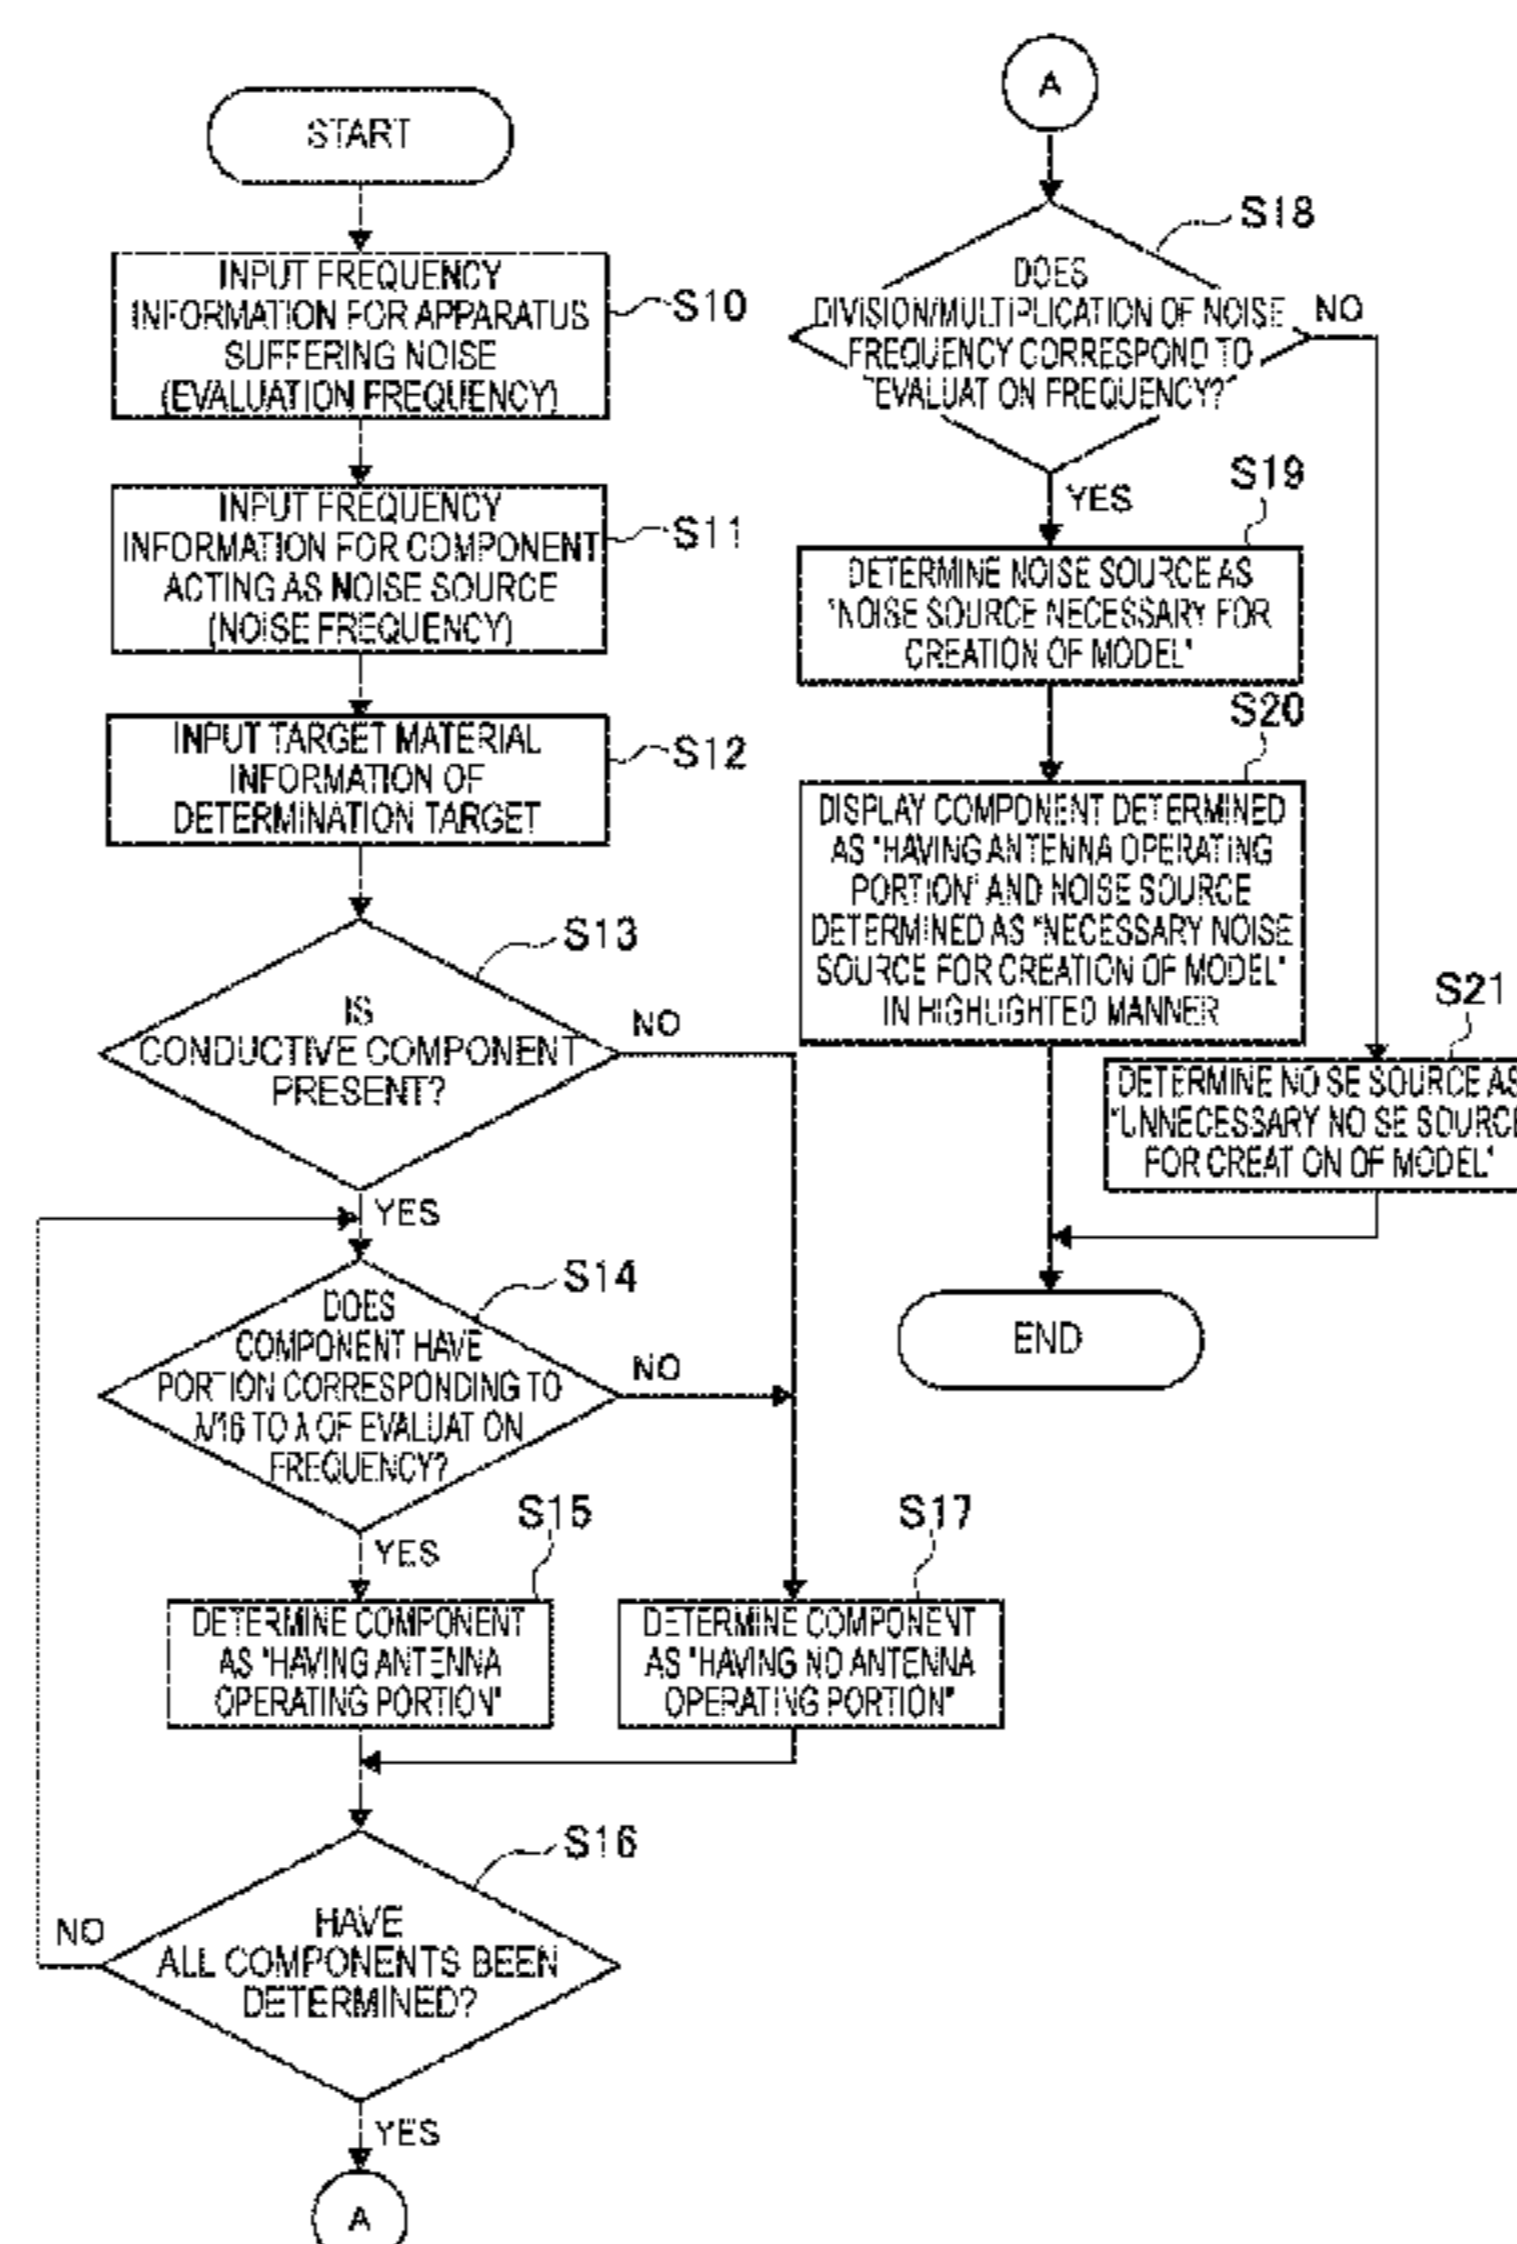 START
INPUT FREQUENCY
INFORMATION FOR APPARATUS
SUFFERING NOISE
(EVALUATION FREQUENCY)
S10
INPUT FREQUENCY
INFORMATION FOR COMPONENT
ACTING AS NOISE SOURCE
(NOISE FREQUENCY)
S11
INPUT TARGET MATERIAL
INFORMATION OF
DETERMINATION TARGET
S12
S13
IS
CONDUCTIVE COMPONENT
PRESENT?
NO
YES
S14
DOES
COMPONENT HAVE
PORTION CORRESPONDING TO
λ/16 TO λ OF EVALUAT ON
FREQUENCY?
NO
YES
S15
DETERMINE COMPONENT
AS "HAVING ANTENNA
OPERATING PORTION"
S17
DETERMINE COMPONENT
AS "HAVING NO ANTENNA
OPERATING PORTION"
S16
HAVE
ALL COMPONENTS BEEN
DETERMINED?
NO
YES
A
A
S18
DOES
DIVISION/MULTIPLICATION OF NOISE
FREQUENCY CORRESPOND TO
EVALUAT ON FREQUENCY?
NO
YES
S19
DETERMINE NOISE SOURCE AS
"NOISE SOURCE NECESSARY FOR
CREATION OF MODEL"
S20
DISPLAY COMPONENT DETERMINED
AS "HAVING ANTENNA OPERATING
PORTION" AND NOISE SOURCE
DETERMINED AS "NECESSARY NOISE
SOURCE FOR CREATION OF MODEL"
IN HIGHLIGHTED MANNER
S21
DETERMINE NO SE SOURCE AS
"UNNECESSARY NO SE SOURCE
FOR CREAT ON OF MODEL"
END